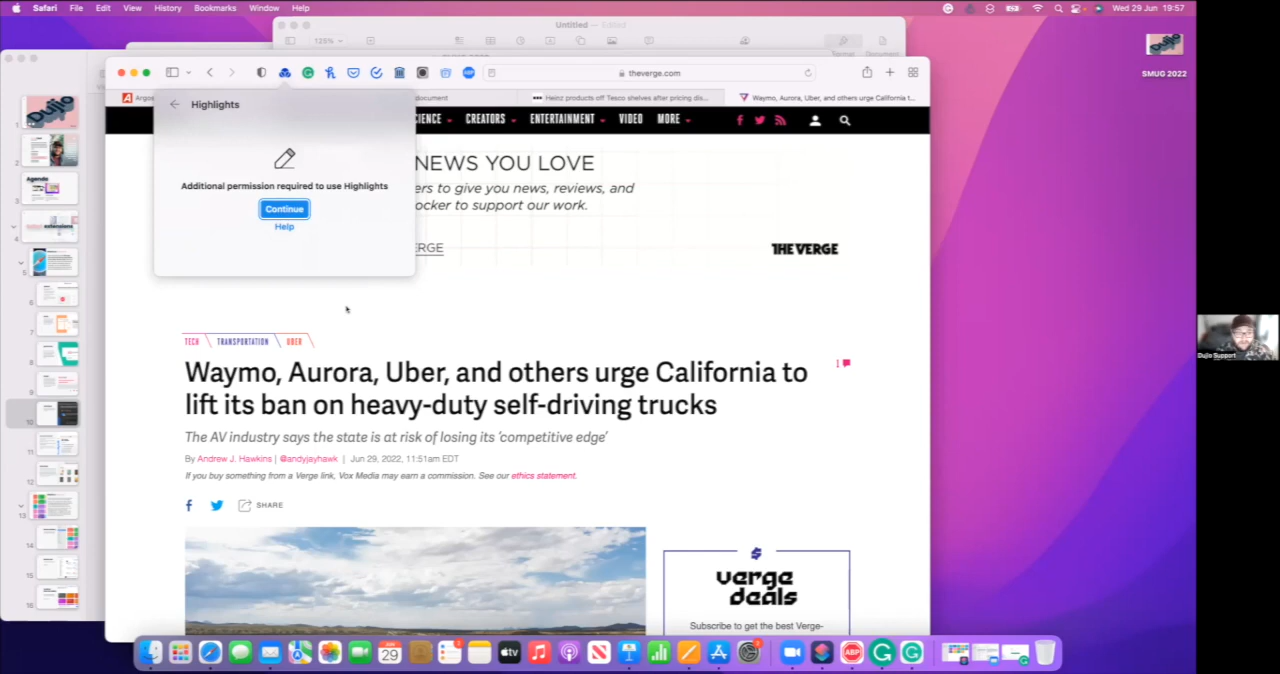 Safari File Edit View History Bookmarks Window Help
Wed 29 Jun 19:57
Untitled — Edited
125%
SMUG 2022
theverge.com
Heinz products off Tesco shelves after pricing dis...
Waymo, Aurora, Uber, and others urge California t...
Highlights
Additional permission required to use Highlights
Continue
Help
CREATORS ENTERTAINMENT VIDEO MORE
NEWS YOU LOVE
ers to give you news, reviews, and
ocker to support our work.
THE VERGE
TECH TRANSPORTATION UBER
Waymo, Aurora, Uber, and others urge California to
lift its ban on heavy-duty self-driving trucks
1
The AV industry says the state is at risk of losing its 'competitive edge'
By Andrew J. Hawkins | @andyjayhawk | Jun 29, 2022, 11:51am EDT
If you buy something from a Verge link, Vox Media may earn a commission. See our ethics statement.
SHARE
verge
deals
Subscribe to get the best Verge-
Dujo Support
Agenda